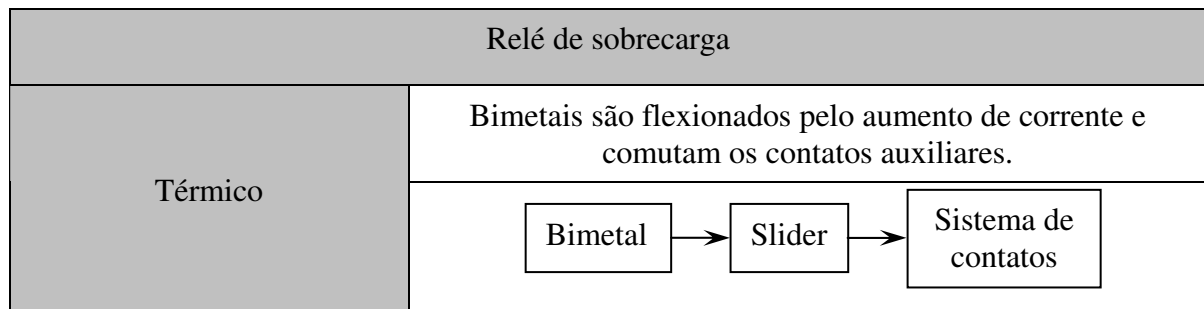 Relé de sobrecarga
Térmico
Bimetais são flexionados pelo aumento de corrente e
comutam os contatos auxiliares.
Bimetal
Slider
Sistema de
contatos